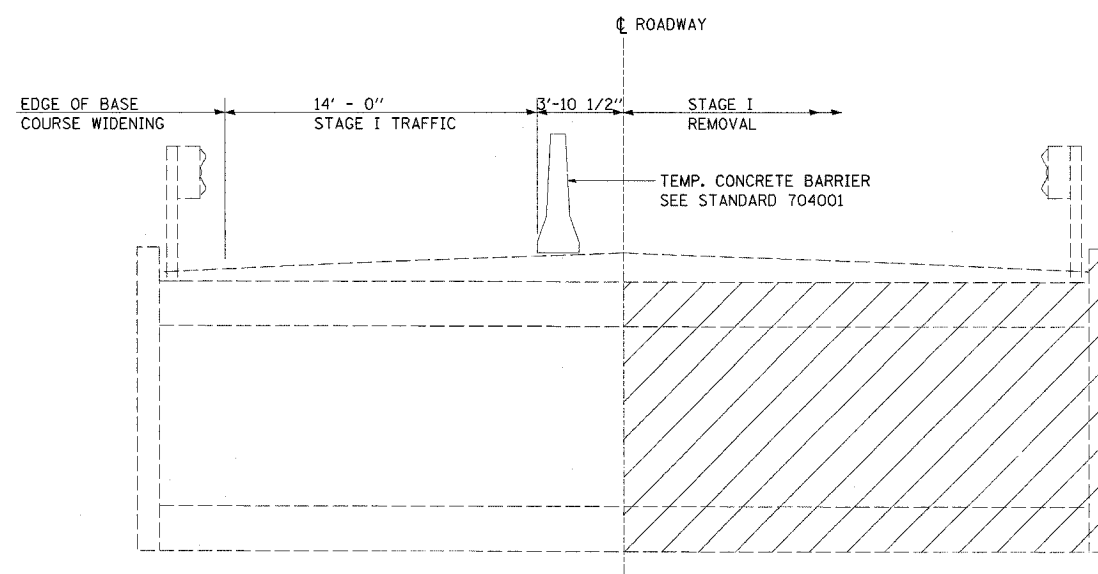 ℄ ROADWAY
EDGE OF BASE
COURSE WIDENING
14' - 0"
STAGE I TRAFFIC
3'-10 1/2"
STAGE I
REMOVAL
TEMP. CONCRETE BARRIER
SEE STANDARD 704001